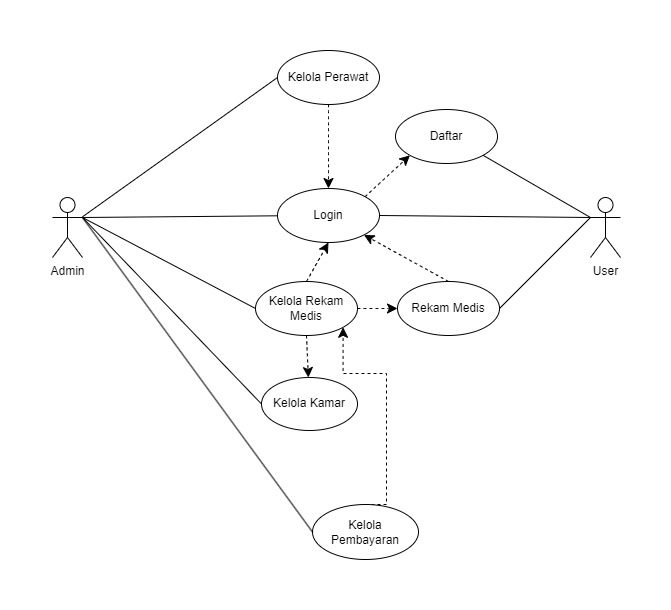 Kelola Perawat
Daftar
Login
Admin
User
Kelola Rekam
Medis
Rekam Medis
Kelola Kamar
Kelola
Pembayaran